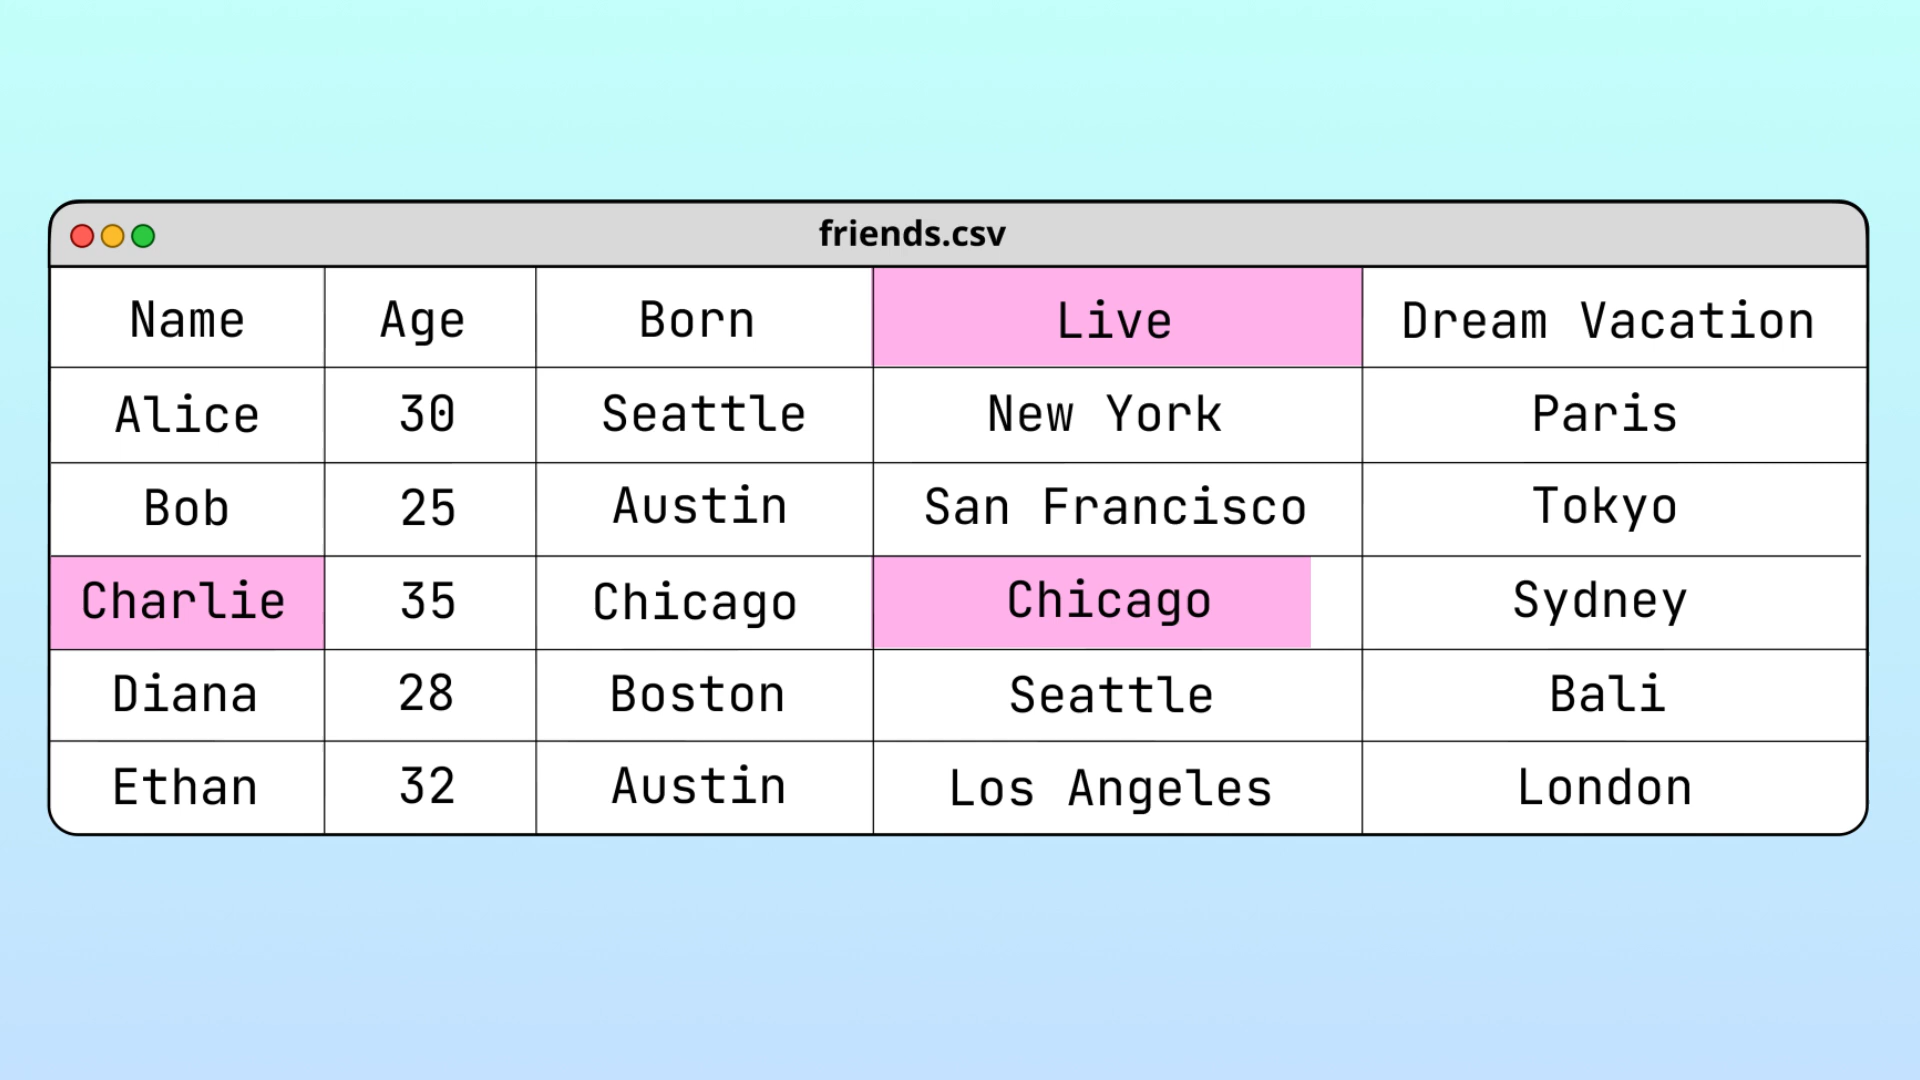 friends.csv
Name Age Born Live Dream Vacation
Alice 30 Seattle New York Paris
Bob 25 Austin San Francisco Tokyo
Charlie 35 Chicago Chicago Sydney
Diana 28 Boston Seattle Bali
Ethan 32 Austin Los Angeles London